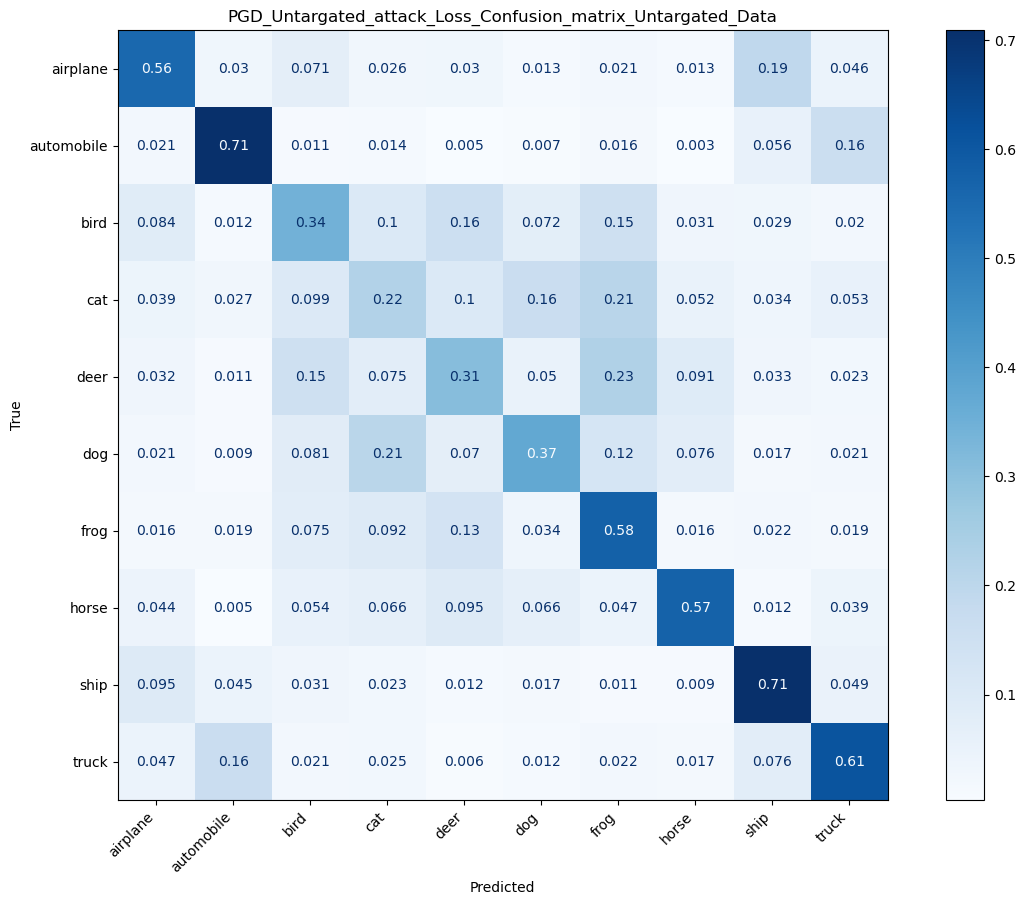 PGD_Untargated_attack_Loss_Confusion_matrix_Untargated_Data
True
airplane 0.56 0.03 0.071 0.026 0.03 0.013 0.021 0.013 0.19 0.046
automobile 0.021 0.71 0.011 0.014 0.005 0.007 0.016 0.003 0.056 0.16
bird 0.084 0.012 0.34 0.1 0.16 0.072 0.15 0.031 0.029 0.02
cat 0.039 0.027 0.099 0.22 0.1 0.16 0.21 0.052 0.034 0.053
deer 0.032 0.011 0.15 0.075 0.31 0.05 0.23 0.091 0.033 0.023
dog 0.021 0.009 0.081 0.21 0.07 0.37 0.12 0.076 0.017 0.021
frog 0.016 0.019 0.075 0.092 0.13 0.034 0.58 0.016 0.022 0.019
horse 0.044 0.005 0.054 0.066 0.095 0.066 0.047 0.57 0.012 0.039
ship 0.095 0.045 0.031 0.023 0.012 0.017 0.011 0.009 0.71 0.049
truck 0.047 0.16 0.021 0.025 0.006 0.012 0.022 0.017 0.076 0.61
airplane automobile bird cat deer dog frog horse ship truck
Predicted
0.7
0.6
0.5
0.4
0.3
0.2
0.1